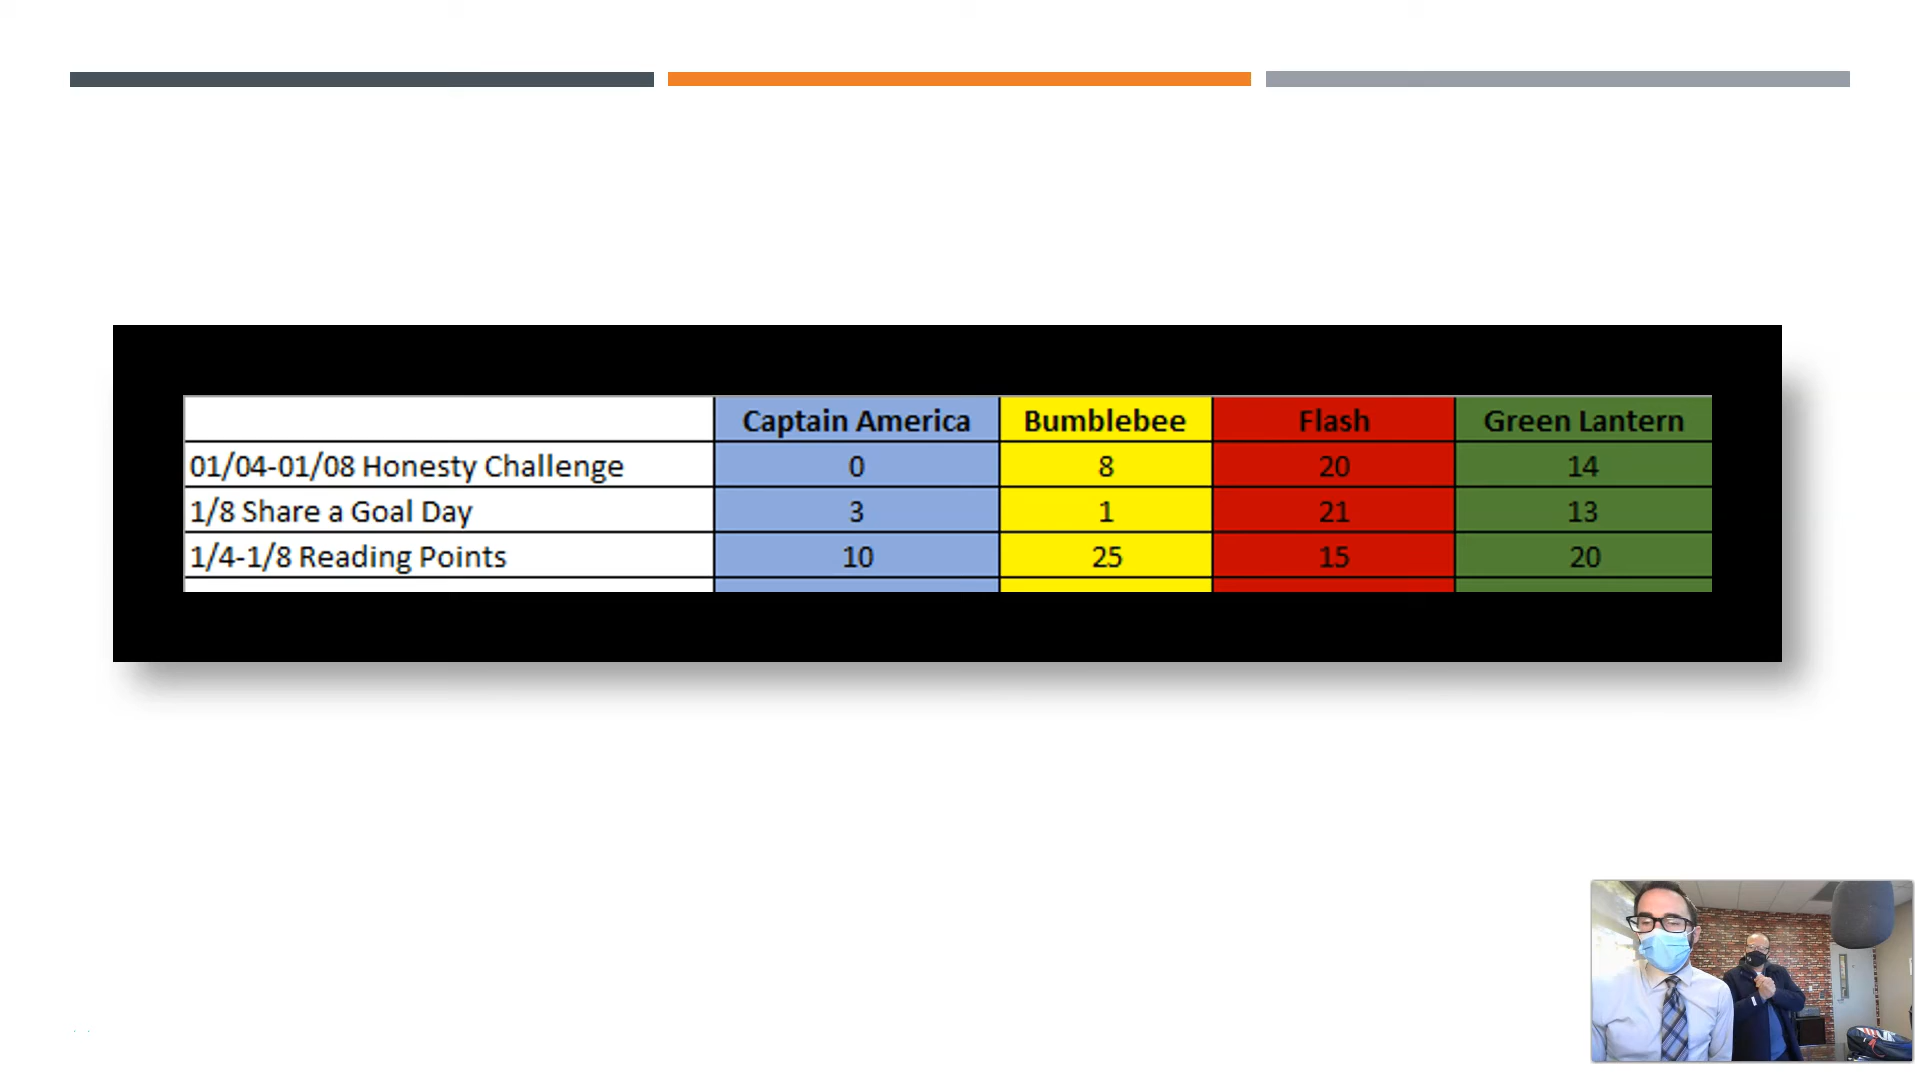 Captain America Bumblebee Flash Green Lantern
01/04-01/08 Honesty Challenge 0 8 20 14
1/8 Share a Goal Day 3 1 21 13
1/4-1/8 Reading Points 10 25 15 20